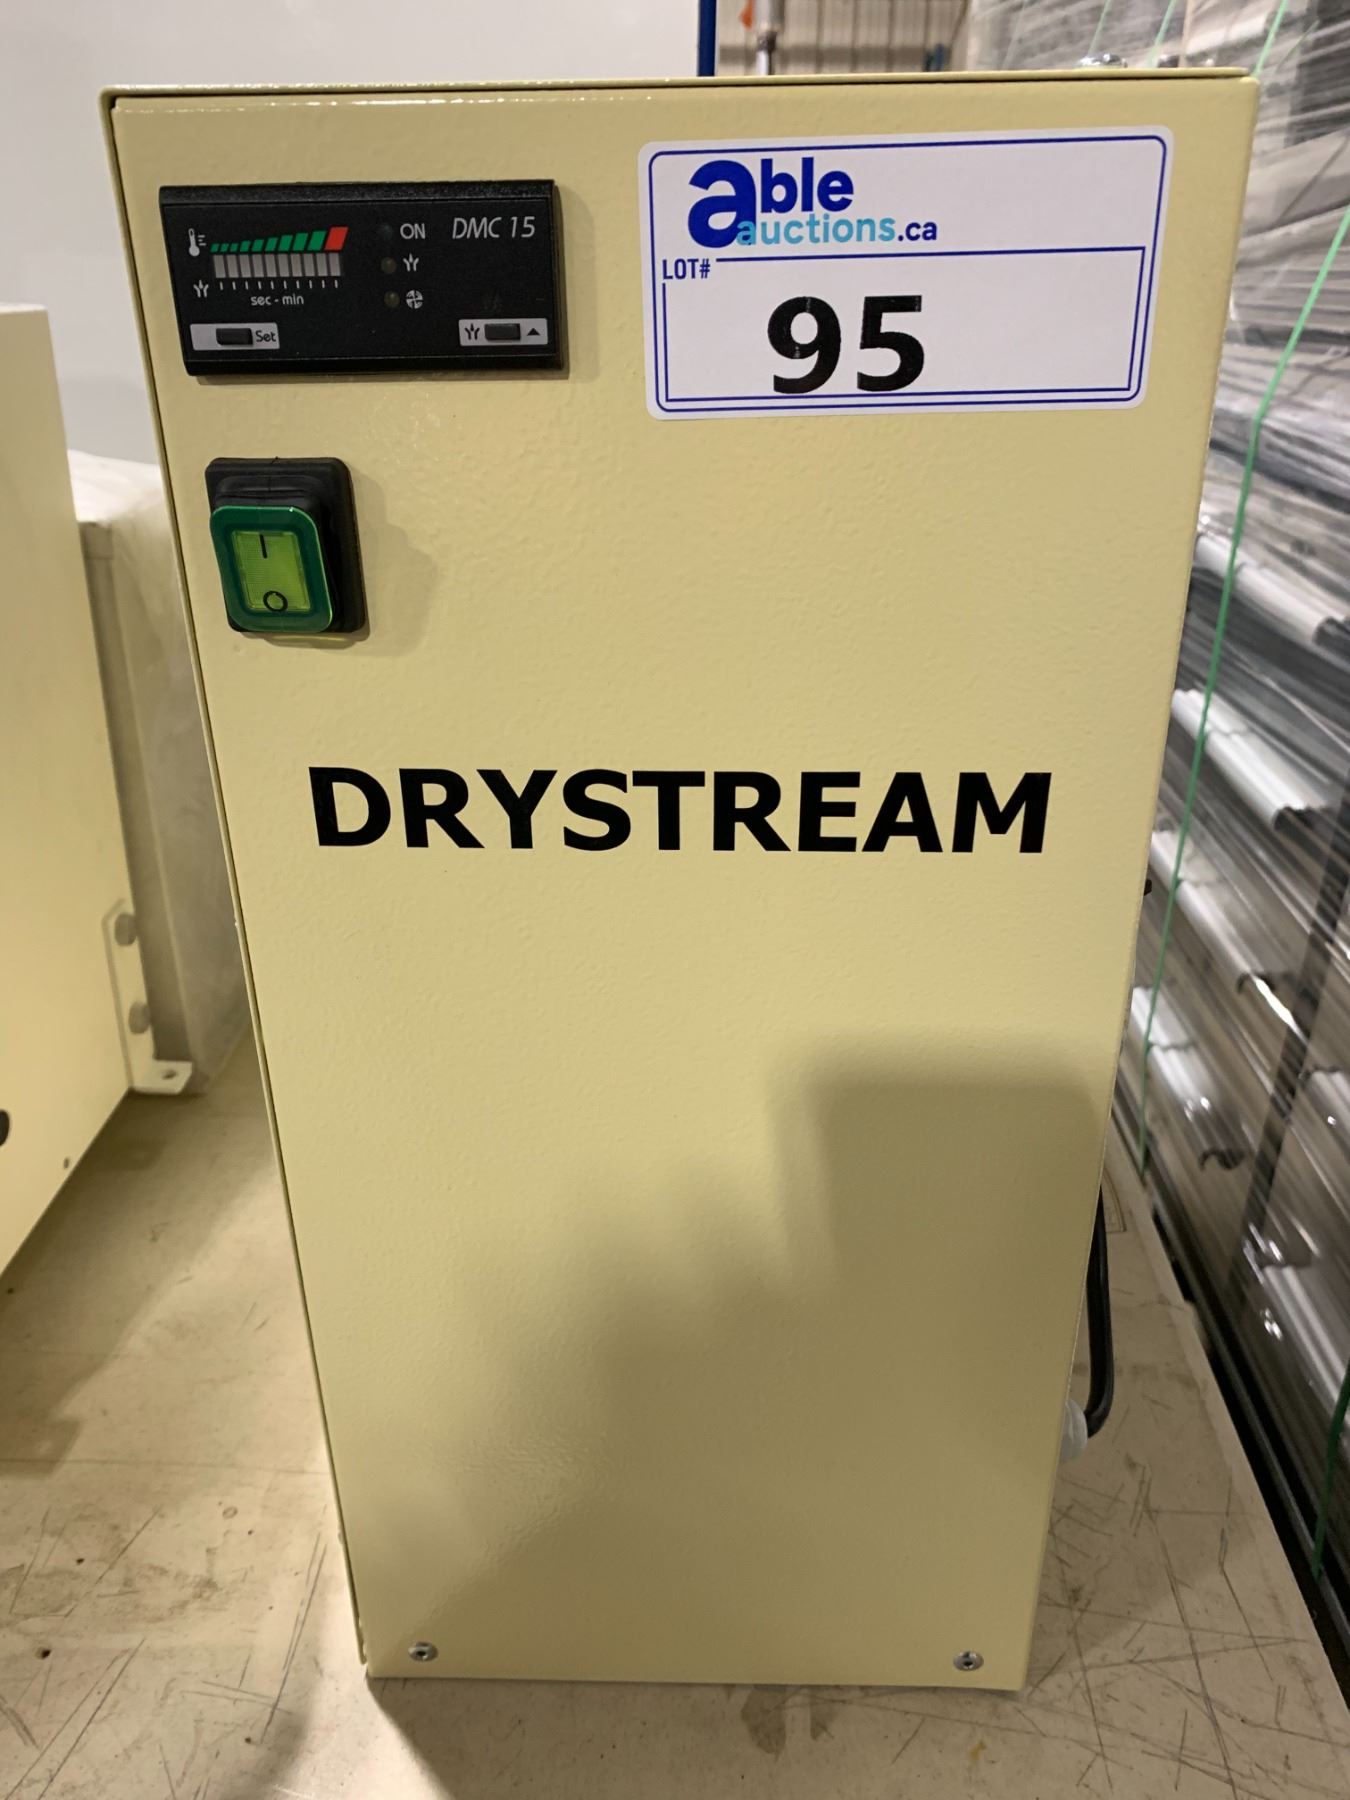 able
auctions.ca
LOT#
95
ON
DMC 15
sec - min
Set
I
O
DRYSTREAM